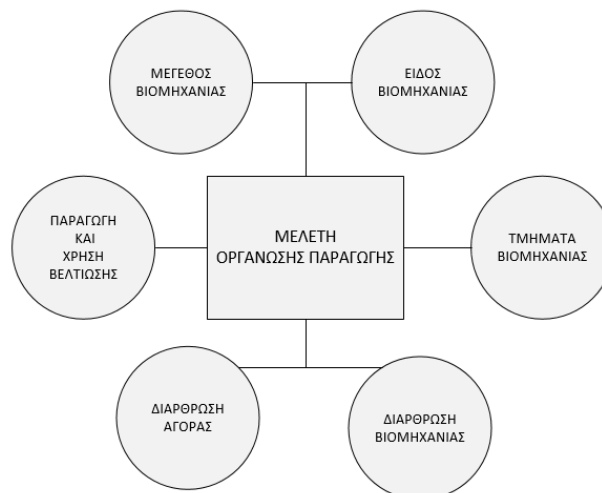 ΜΕΓΕΘΟΣ
ΒΙΟΜΗΧΑΝΙΑΣ
ΕΙΔΟΣ
ΒΙΟΜΗΧΑΝΙΑΣ
ΠΑΡΑΓΩΓΗ
ΚΑΙ
ΧΡΗΣΗ
ΒΕΛΤΙΩΣΗΣ
ΜΕΛΕΤΗ
ΟΡΓΑΝΩΣΗΣ ΠΑΡΑΓΩΓΗΣ
ΤΜΗΜΑΤΑ
ΒΙΟΜΗΧΑΝΙΑΣ
ΔΙΑΡΘΡΩΣΗ
ΑΓΟΡΑΣ
ΔΙΑΡΘΡΩΣΗ
ΒΙΟΜΗΧΑΝΙΑΣ